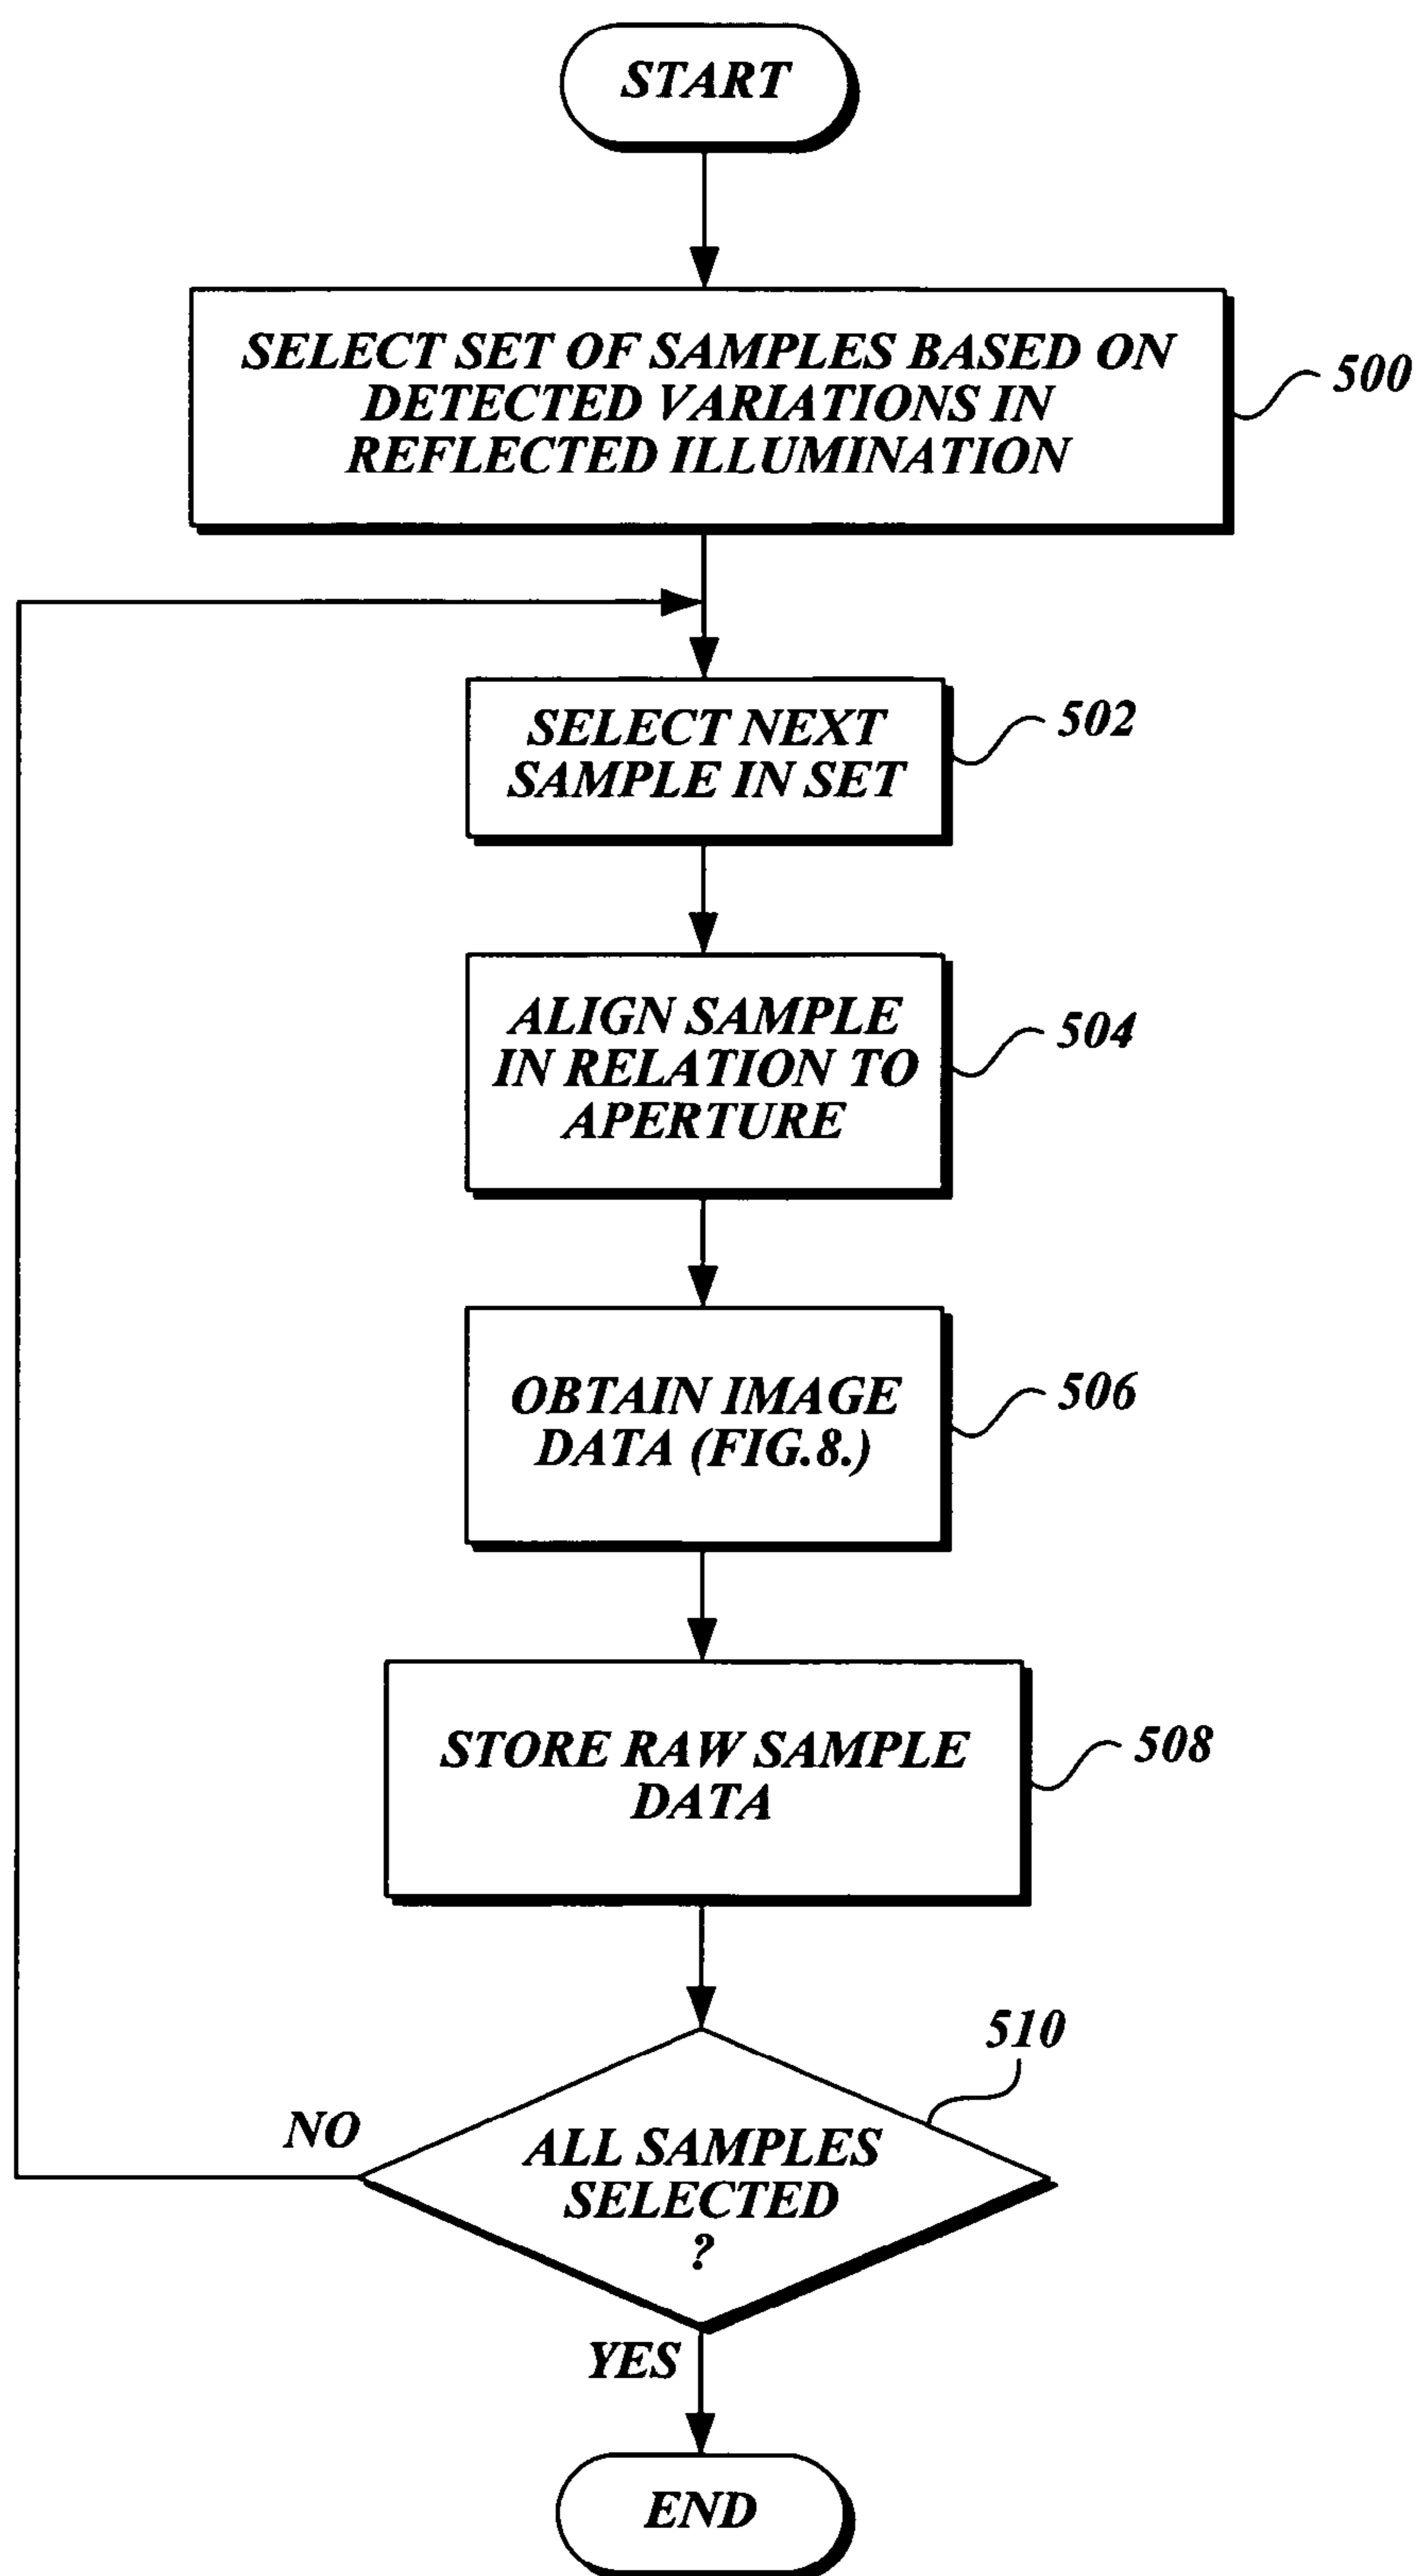 START
SELECT SET OF SAMPLES BASED ON
DETECTED VARIATIONS IN
REFLECTED ILLUMINATION
500
SELECT NEXT
SAMPLE IN SET
502
ALIGN SAMPLE
IN RELATION TO
APERTURE
504
OBTAIN IMAGE
DATA (FIG.8.)
506
STORE RAW SAMPLE
DATA
508
510
NO
ALL SAMPLES
SELECTED
?
YES
END